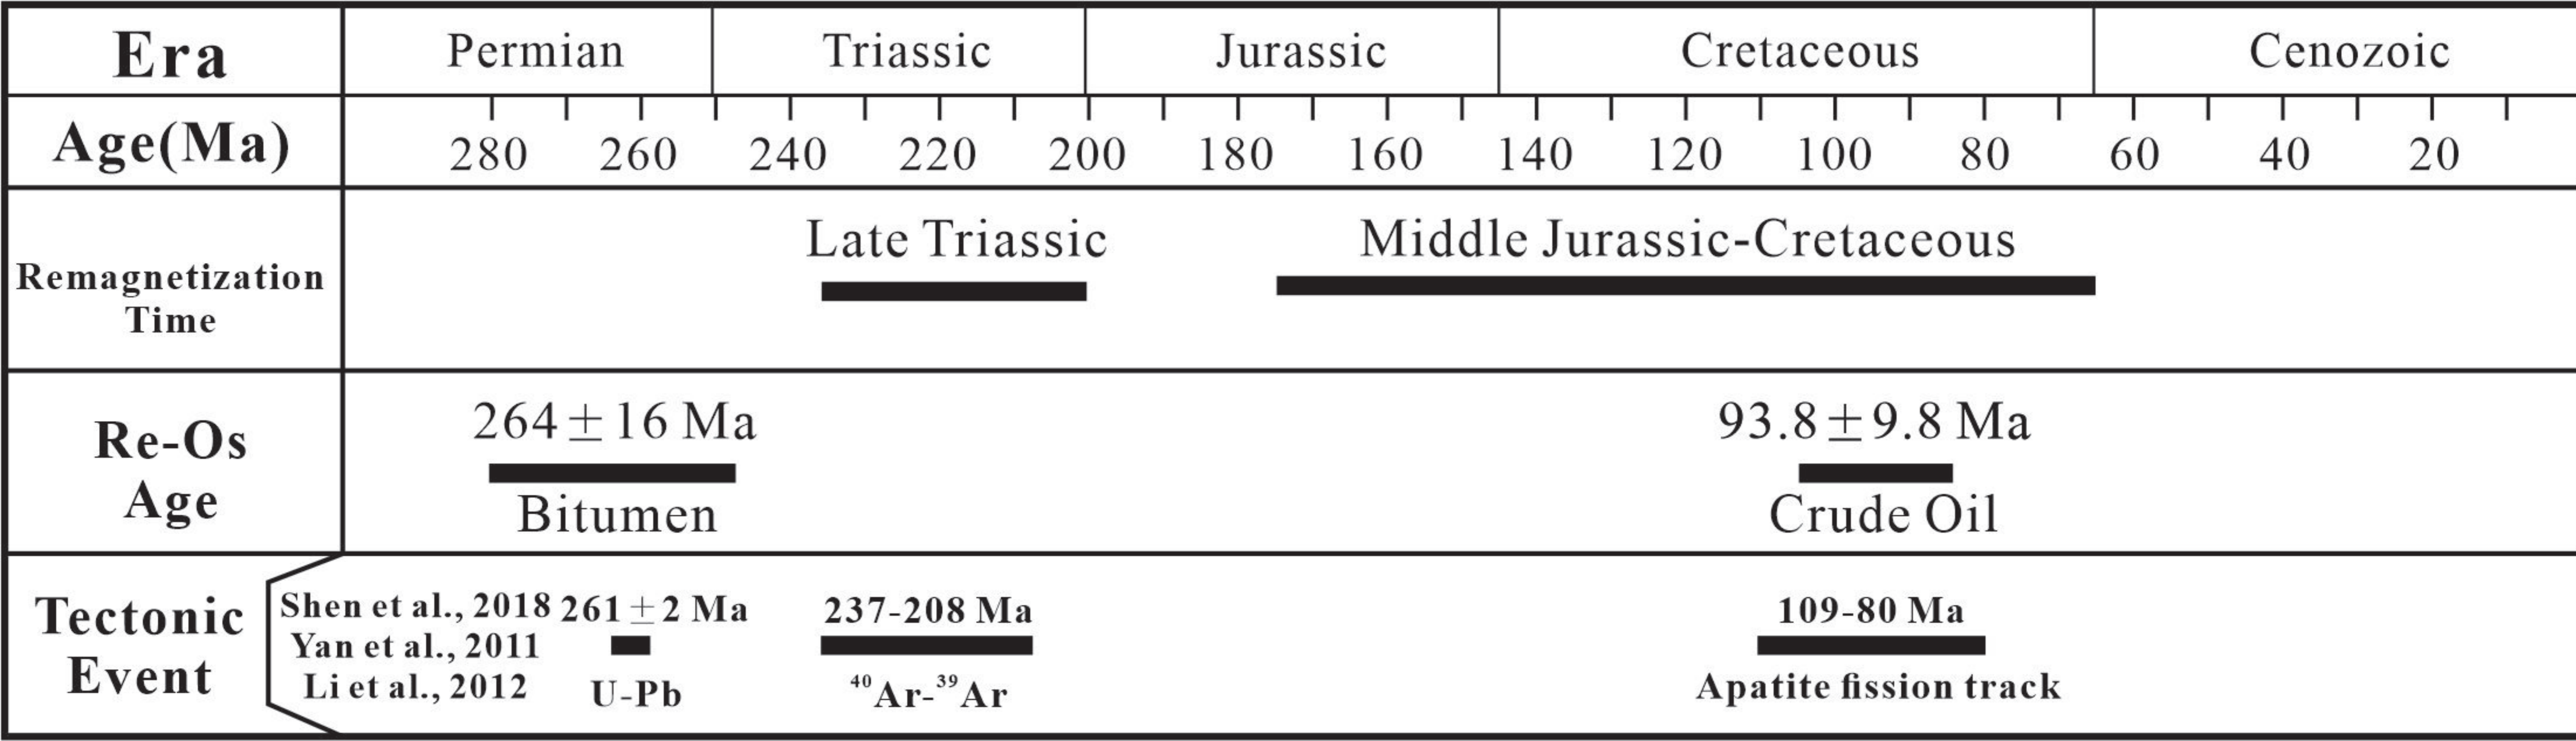 Era Permian Triassic Jurassic Cretaceous Cenozoic
Age(Ma) 280 260 240 220 200 180 160 140 120 100 80 60 40 20
Remagnetization
Time
Late Triassic
Middle Jurassic-Cretaceous
Re-Os
Age
264±16 Ma
Bitumen
93.8±9.8 Ma
Crude Oil
Tectonic
Event
Shen et al., 2018
Yan et al., 2011
Li et al., 2012
261±2 Ma
U-Pb
237-208 Ma
⁴⁰Ar-³⁹Ar
109-80 Ma
Apatite fission track